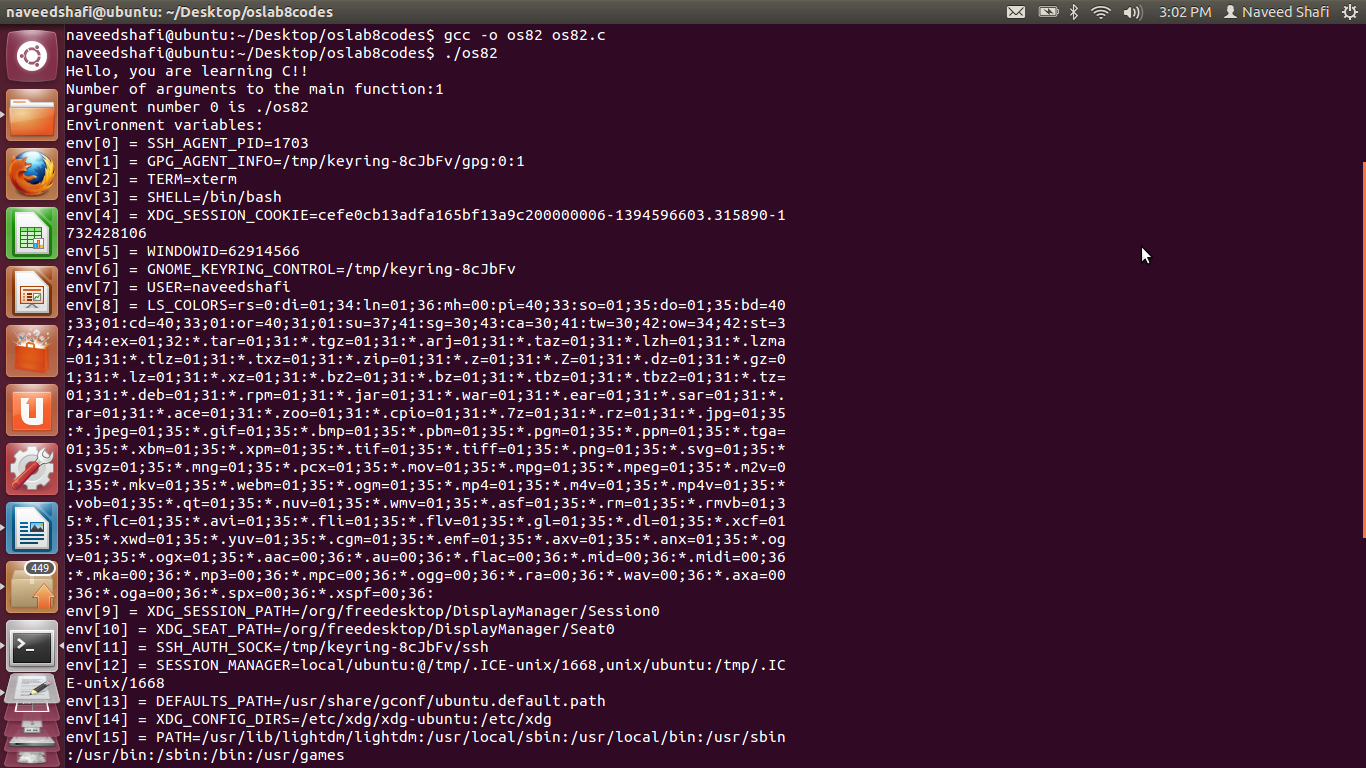 naveedshafi@ubuntu: ~/Desktop/oslab8codes
3:02 PM
Naveed Shafi
naveedshafi@ubuntu:~/Desktop/oslab8codes$ gcc -o os82 os82.c
naveedshafi@ubuntu:~/Desktop/oslab8codes$ ./os82
Hello, you are learning C!!
Number of arguments to the main function:1
argument number 0 is ./os82
Environment variables:
env[0] = SSH_AGENT_PID=1703
env[1] = GPG_AGENT_INFO=/tmp/keyring-8cJbFv/gpg:0:1
env[2] = TERM=xterm
env[3] = SHELL=/bin/bash
env[4] = XDG_SESSION_COOKIE=cefe0cb13adfa165bf13a9c200000006-1394596603.315890-1
732428106
env[5] = WINDOWID=62914566
env[6] = GNOME_KEYRING_CONTROL=/tmp/keyring-8cJbFv
env[7] = USER=naveedshafi
env[8] = LS_COLORS=rs=0:di=01;34:ln=01;36:mh=00:pi=40;33:so=01;35:do=01;35:bd=40
;33;01:cd=40;33;01:or=40;31;01:su=37;41:sg=30;43:ca=30;41:tw=30;42:ow=34;42:st=3
7;44:ex=01;32:*.tar=01;31:*.tgz=01;31:*.arj=01;31:*.taz=01;31:*.lzh=01;31:*.lzma
=01;31:*.tlz=01;31:*.txz=01;31:*.zip=01;31:*.z=01;31:*.Z=01;31:*.dz=01;31:*.gz=0
1;31:*.lz=01;31:*.xz=01;31:*.bz2=01;31:*.bz=01;31:*.tbz=01;31:*.tbz2=01;31:*.tz=
01;31:*.deb=01;31:*.rpm=01;31:*.jar=01;31:*.war=01;31:*.ear=01;31:*.sar=01;31:*.
rar=01;31:*.ace=01;31:*.zoo=01;31:*.cpio=01;31:*.7z=01;31:*.rz=01;31:*.jpg=01;35
:*.jpeg=01;35:*.gif=01;35:*.bmp=01;35:*.pbm=01;35:*.pgm=01;35:*.ppm=01;35:*.tga=
01;35:*.xbm=01;35:*.xpm=01;35:*.tif=01;35:*.tiff=01;35:*.png=01;35:*.svg=01;35:*
.svgz=01;35:*.mng=01;35:*.pcx=01;35:*.mov=01;35:*.mpg=01;35:*.mpeg=01;35:*.m2v=0
1;35:*.mkv=01;35:*.webm=01;35:*.ogm=01;35:*.mp4=01;35:*.m4v=01;35:*.mp4v=01;35:*
.vob=01;35:*.qt=01;35:*.nuv=01;35:*.wmv=01;35:*.asf=01;35:*.rm=01;35:*.rmvb=01;3
5:*.flc=01;35:*.avi=01;35:*.fli=01;35:*.flv=01;35:*.gl=01;35:*.dl=01;35:*.xcf=01
;35:*.xwd=01;35:*.yuv=01;35:*.cgm=01;35:*.emf=01;35:*.axv=01;35:*.anx=01;35:*.og
v=01;35:*.ogx=01;35:*.aac=00;36:*.au=00;36:*.flac=00;36:*.mid=00;36:*.midi=00;36
:*.mka=00;36:*.mp3=00;36:*.mpc=00;36:*.ogg=00;36:*.ra=00;36:*.wav=00;36:*.axa=00
;36:*.oga=00;36:*.spx=00;36:*.xspf=00;36:
449
env[9] = XDG_SESSION_PATH=/org/freedesktop/DisplayManager/Session0
env[10] = XDG_SEAT_PATH=/org/freedesktop/DisplayManager/Seat0
env[11] = SSH_AUTH_SOCK=/tmp/keyring-8cJbFv/ssh
env[12] = SESSION_MANAGER=local/ubuntu:@/tmp/.ICE-unix/1668,unix/ubuntu:/tmp/.IC
E-unix/1668
env[13] = DEFAULTS_PATH=/usr/share/gconf/ubuntu.default.path
env[14] = XDG_CONFIG_DIRS=/etc/xdg/xdg-ubuntu:/etc/xdg
env[15] = PATH=/usr/lib/lightdm/lightdm:/usr/local/sbin:/usr/local/bin:/usr/sbin
:/usr/bin:/sbin:/bin:/usr/games